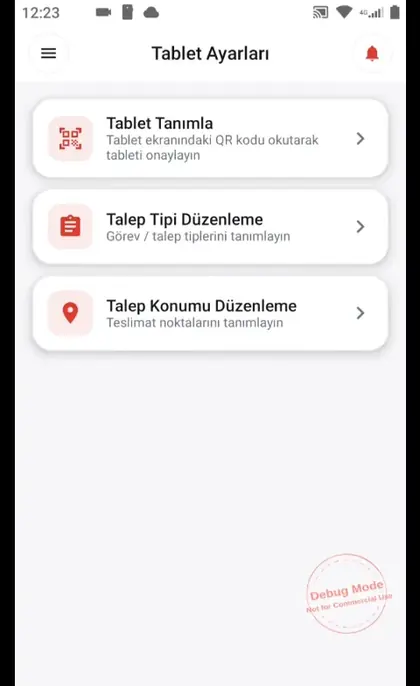 12:23
4G
Tablet Ayarları
Tablet Tanımla
Tablet ekranındaki QR kodu okutarak
tableti onaylayın
Talep Tipi Düzenleme
Görev / talep tiplerini tanımlayın
Talep Konumu Düzenleme
Teslimat noktalarını tanımlayın
Debug Mode
Not for Commercial Use